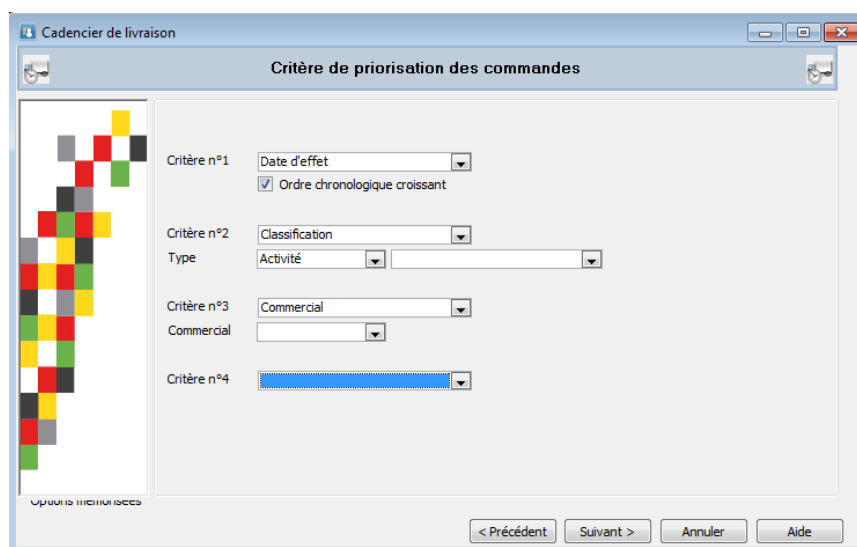 Cadencier de livraison
Critère de priorisation des commandes
Critère n°1 Date d'effet
Ordre chronologique croissant
Critère n°2 Classification
Type Activité
Critère n°3 Commercial
Commercial
Critère n°4
Options mémorisées
< Précédent Suivant > Annuler Aide